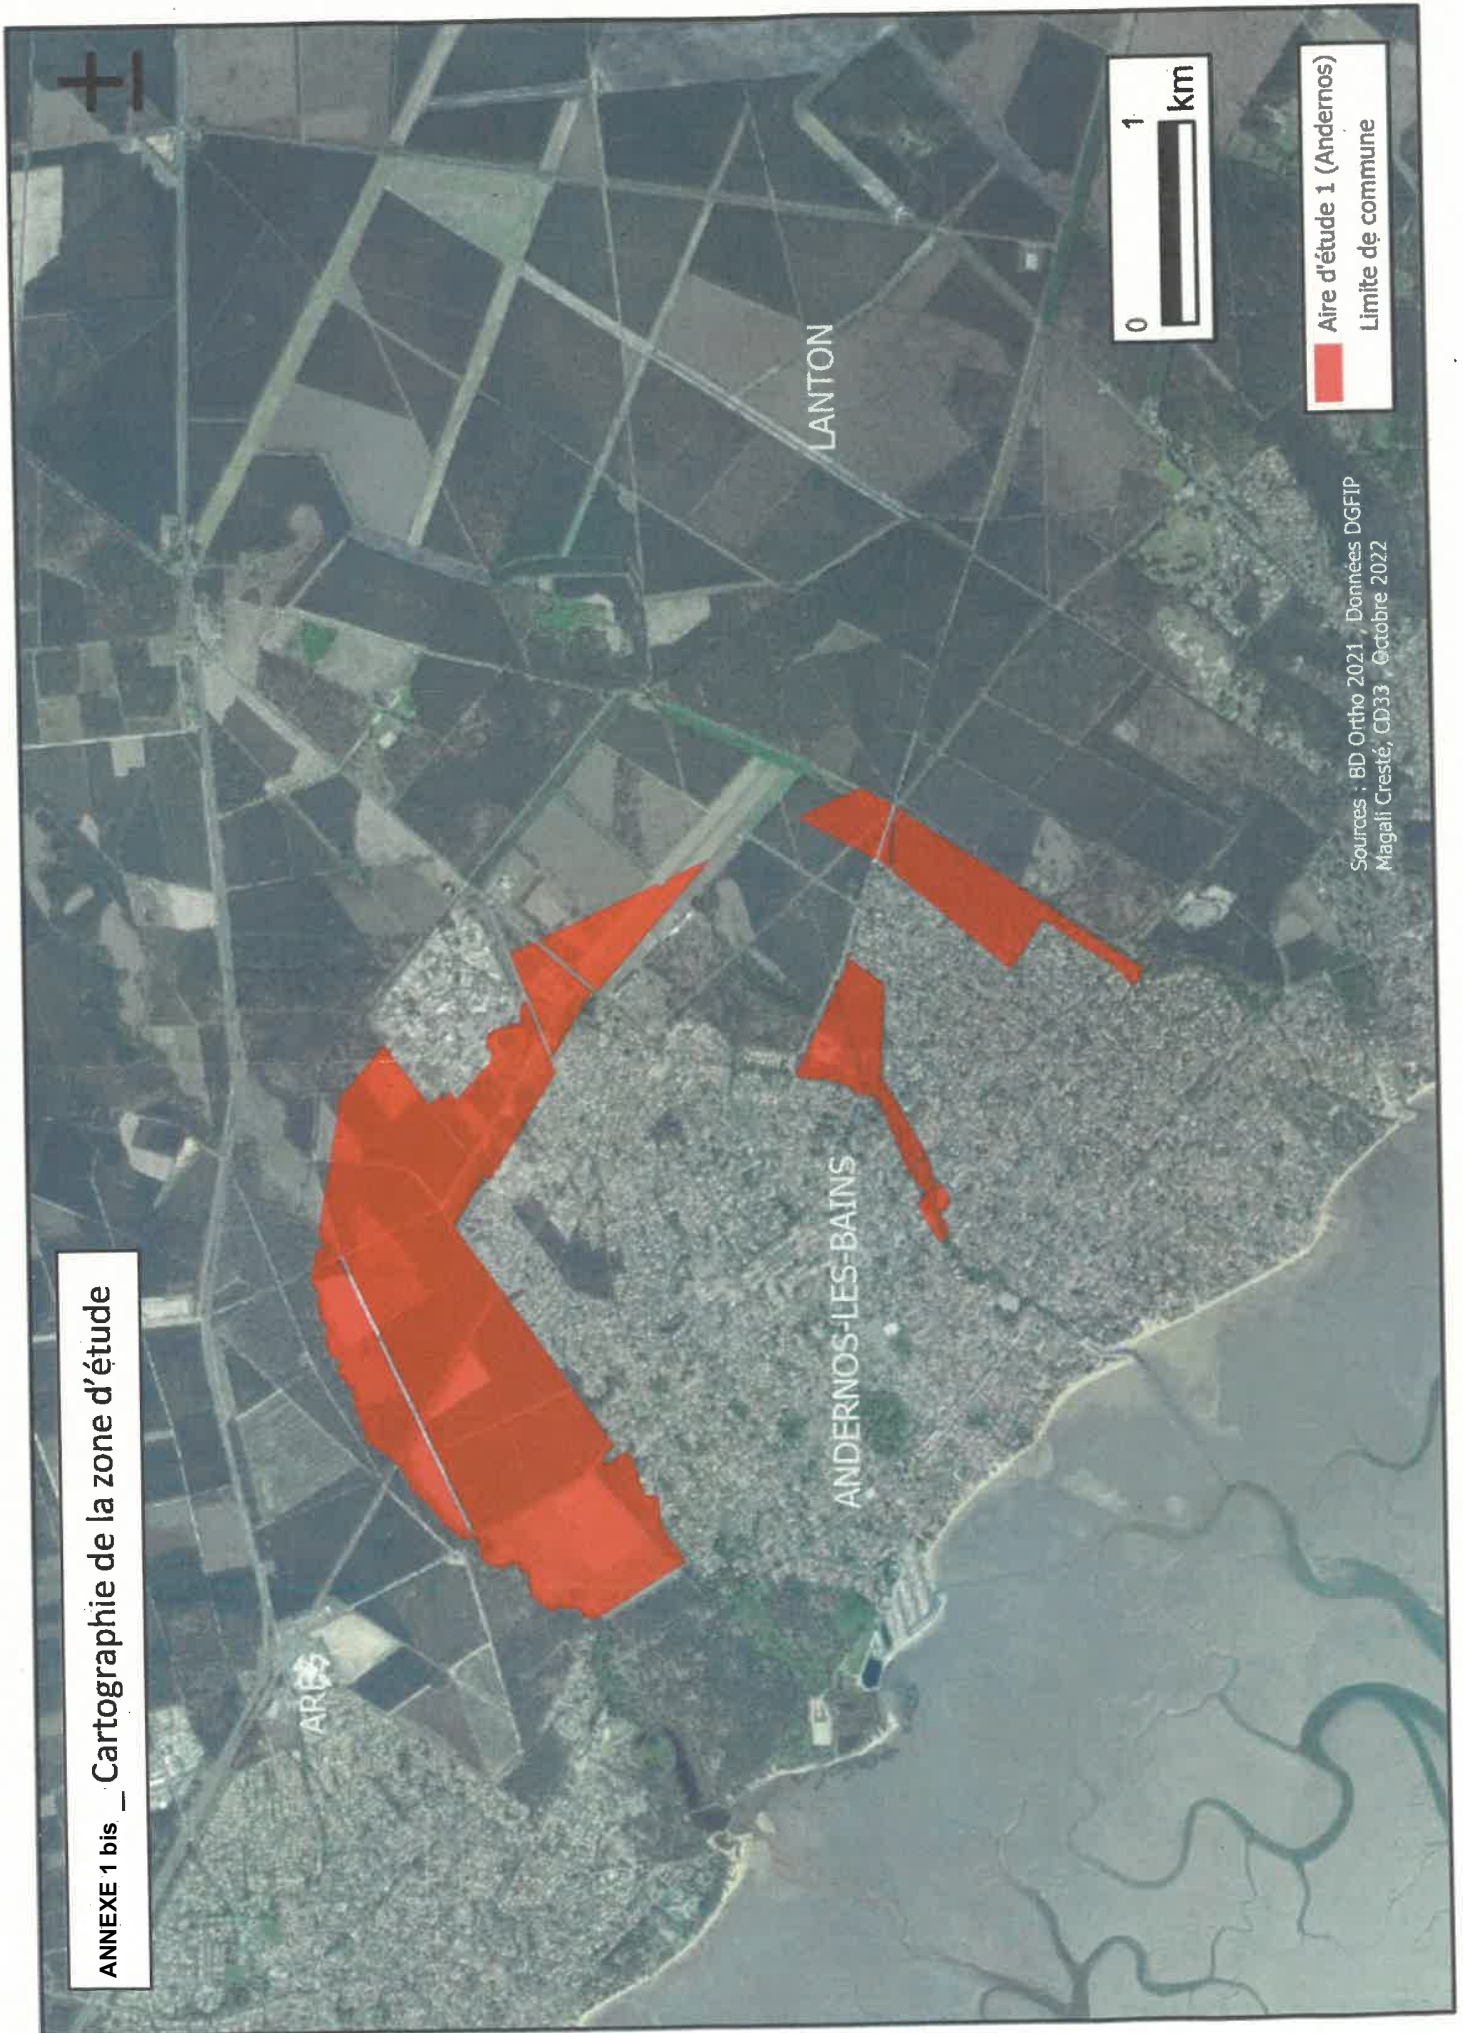 ANNEXE 1 bis _ Cartographie de la zone d'étude
ARES
ANDERNOS-LES-BAINS
LANTON
0 1
km
Aire d'étude 1 (Andernos)
Limite de commune
Sources : BD Ortho 2021, Données DGFIP
Magali Cresté, CD33, Octobre 2022